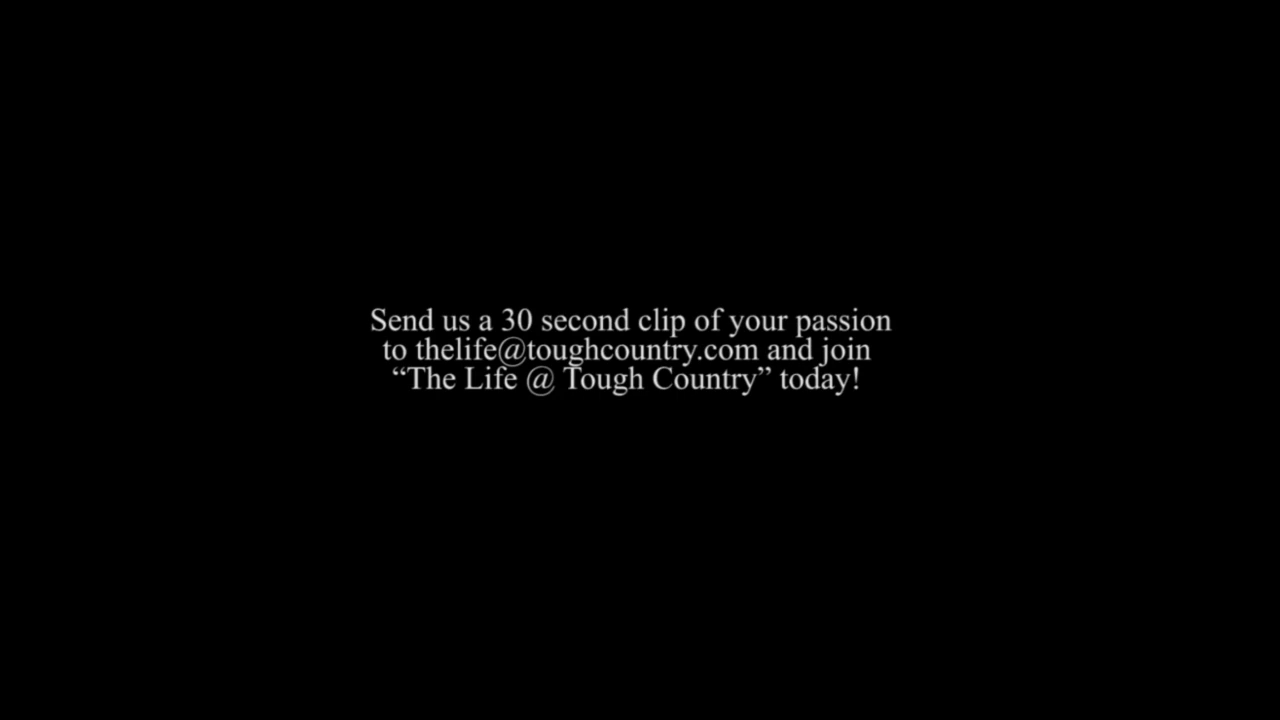 Send us a 30 second clip of your passion
to thelife@toughcountry.com and join
“The Life @ Tough Country” today!